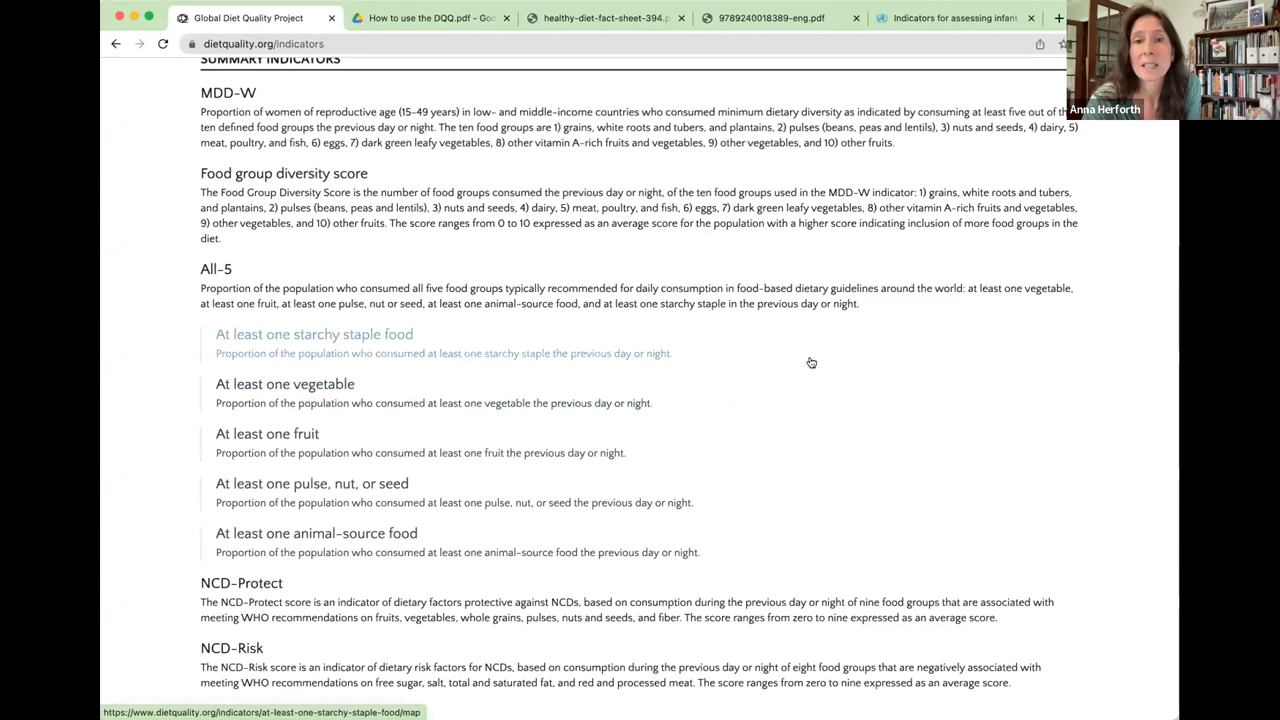 Global Diet Quality Project
How to use the DQQ.pdf - Goo
healthy-diet-fact-sheet-394.p
9789240018389-eng.pdf
Indicators for assessing infant
dietquality.org/indicators
Anna Herforth
SUMMARY INDICATORS
MDD-W
Proportion of women of reproductive age (15-49 years) in low- and middle-income countries who consumed minimum dietary diversity as indicated by consuming at least five out of the
ten defined food groups the previous day or night. The ten food groups are 1) grains, white roots and tubers, and plantains, 2) pulses (beans, peas and lentils), 3) nuts and seeds, 4) dairy, 5)
meat, poultry, and fish, 6) eggs, 7) dark green leafy vegetables, 8) other vitamin A-rich fruits and vegetables, 9) other vegetables, and 10) other fruits.
Food group diversity score
The Food Group Diversity Score is the number of food groups consumed the previous day or night, of the ten food groups used in the MDD-W indicator: 1) grains, white roots and tubers,
and plantains, 2) pulses (beans, peas and lentils), 3) nuts and seeds, 4) dairy, 5) meat, poultry, and fish, 6) eggs, 7) dark green leafy vegetables, 8) other vitamin A-rich fruits and vegetables,
9) other vegetables, and 10) other fruits. The score ranges from 0 to 10 expressed as an average score for the population with a higher score indicating inclusion of more food groups in the
diet.
All-5
Proportion of the population who consumed all five food groups typically recommended for daily consumption in food-based dietary guidelines around the world: at least one vegetable,
at least one fruit, at least one pulse, nut or seed, at least one animal-source food, and at least one starchy staple in the previous day or night.
At least one starchy staple food
Proportion of the population who consumed at least one starchy staple the previous day or night.
At least one vegetable
Proportion of the population who consumed at least one vegetable the previous day or night.
At least one fruit
Proportion of the population who consumed at least one fruit the previous day or night.
At least one pulse, nut, or seed
Proportion of the population who consumed at least one pulse, nut, or seed the previous day or night.
At least one animal-source food
Proportion of the population who consumed at least one animal-source food the previous day or night.
NCD-Protect
The NCD-Protect score is an indicator of dietary factors protective against NCDs, based on consumption during the previous day or night of nine food groups that are associated with
meeting WHO recommendations on fruits, vegetables, whole grains, pulses, nuts and seeds, and fiber. The score ranges from zero to nine expressed as an average score.
NCD-Risk
The NCD-Risk score is an indicator of dietary risk factors for NCDs, based on consumption during the previous day or night of eight food groups that are negatively associated with
meeting WHO recommendations on free sugar, salt, total and saturated fat, and red and processed meat. The score ranges from zero to nine expressed as an average score.
https://www.dietquality.org/indicators/at-least-one-starchy-staple-food/map